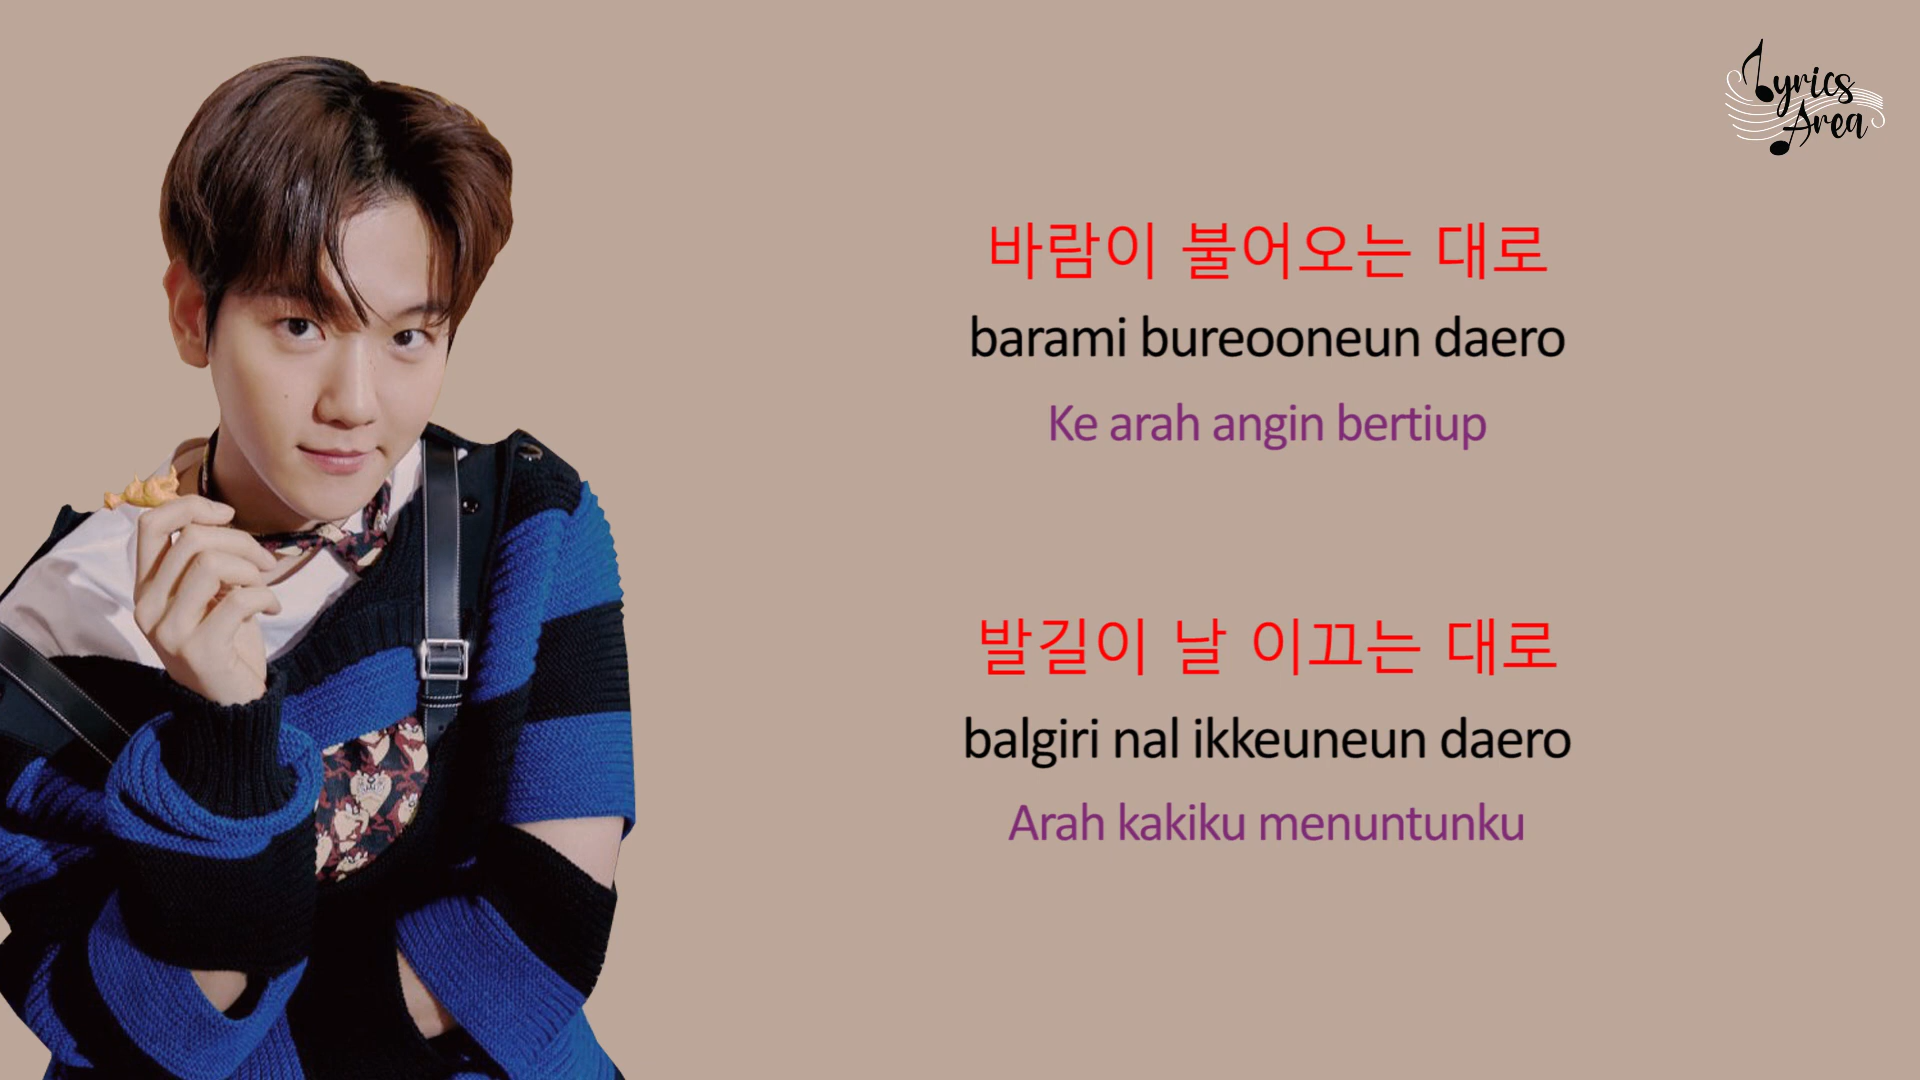 Lyrics
Area
바람이 불어오는 대로
barami bureooneun daero
Ke arah angin bertiup
발길이 날 이끄는 대로
balgiri nal ikkeuneun daero
Arah kakiku menuntunku